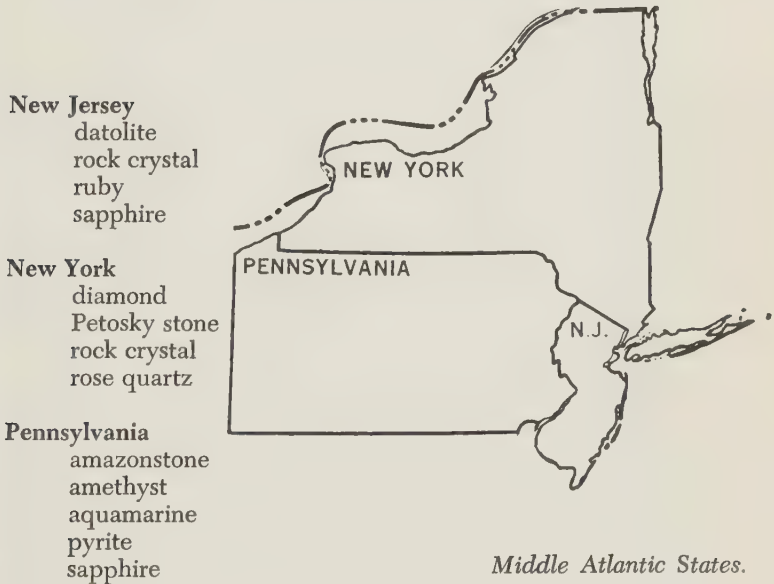 New Jersey
datolite
rock crystal
ruby
sapphire
New York
diamond
Petosky stone
rock crystal
rose quartz
Pennsylvania
amazonstone
amethyst
aquamarine
pyrite
sapphire
NEW YORK
PENNSYLVANIA
N.J.
Middle Atlantic States.